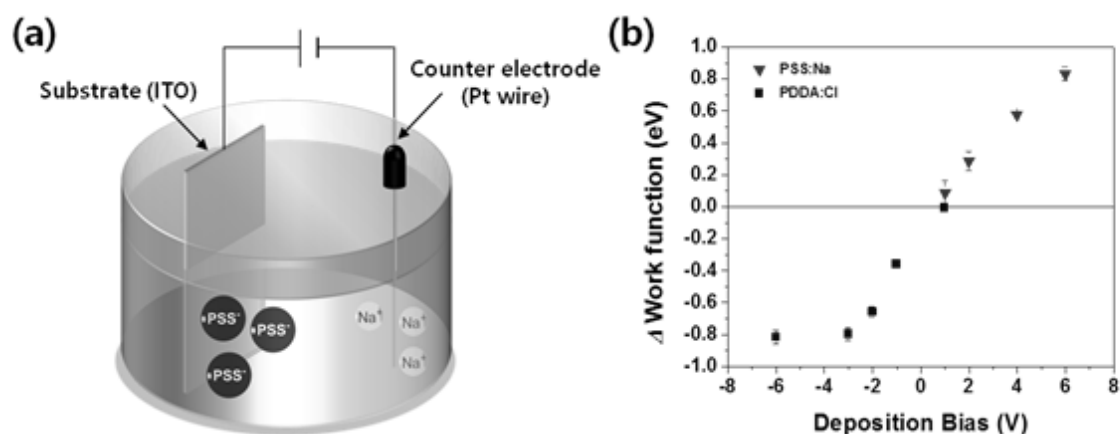 (a)
Substrate (ITO)
Counter electrode
(Pt wire)
PSS⁻
PSS⁻
PSS⁻
Na⁺
Na⁺
Na⁺
(b)
PSS:Na
PDDA:Cl
Δ Work function (eV)
1.0
0.8
0.6
0.4
0.2
0.0
-0.2
-0.4
-0.6
-0.8
-1.0
-8 -6 -4 -2 0 2 4 6 8
Deposition Bias (V)